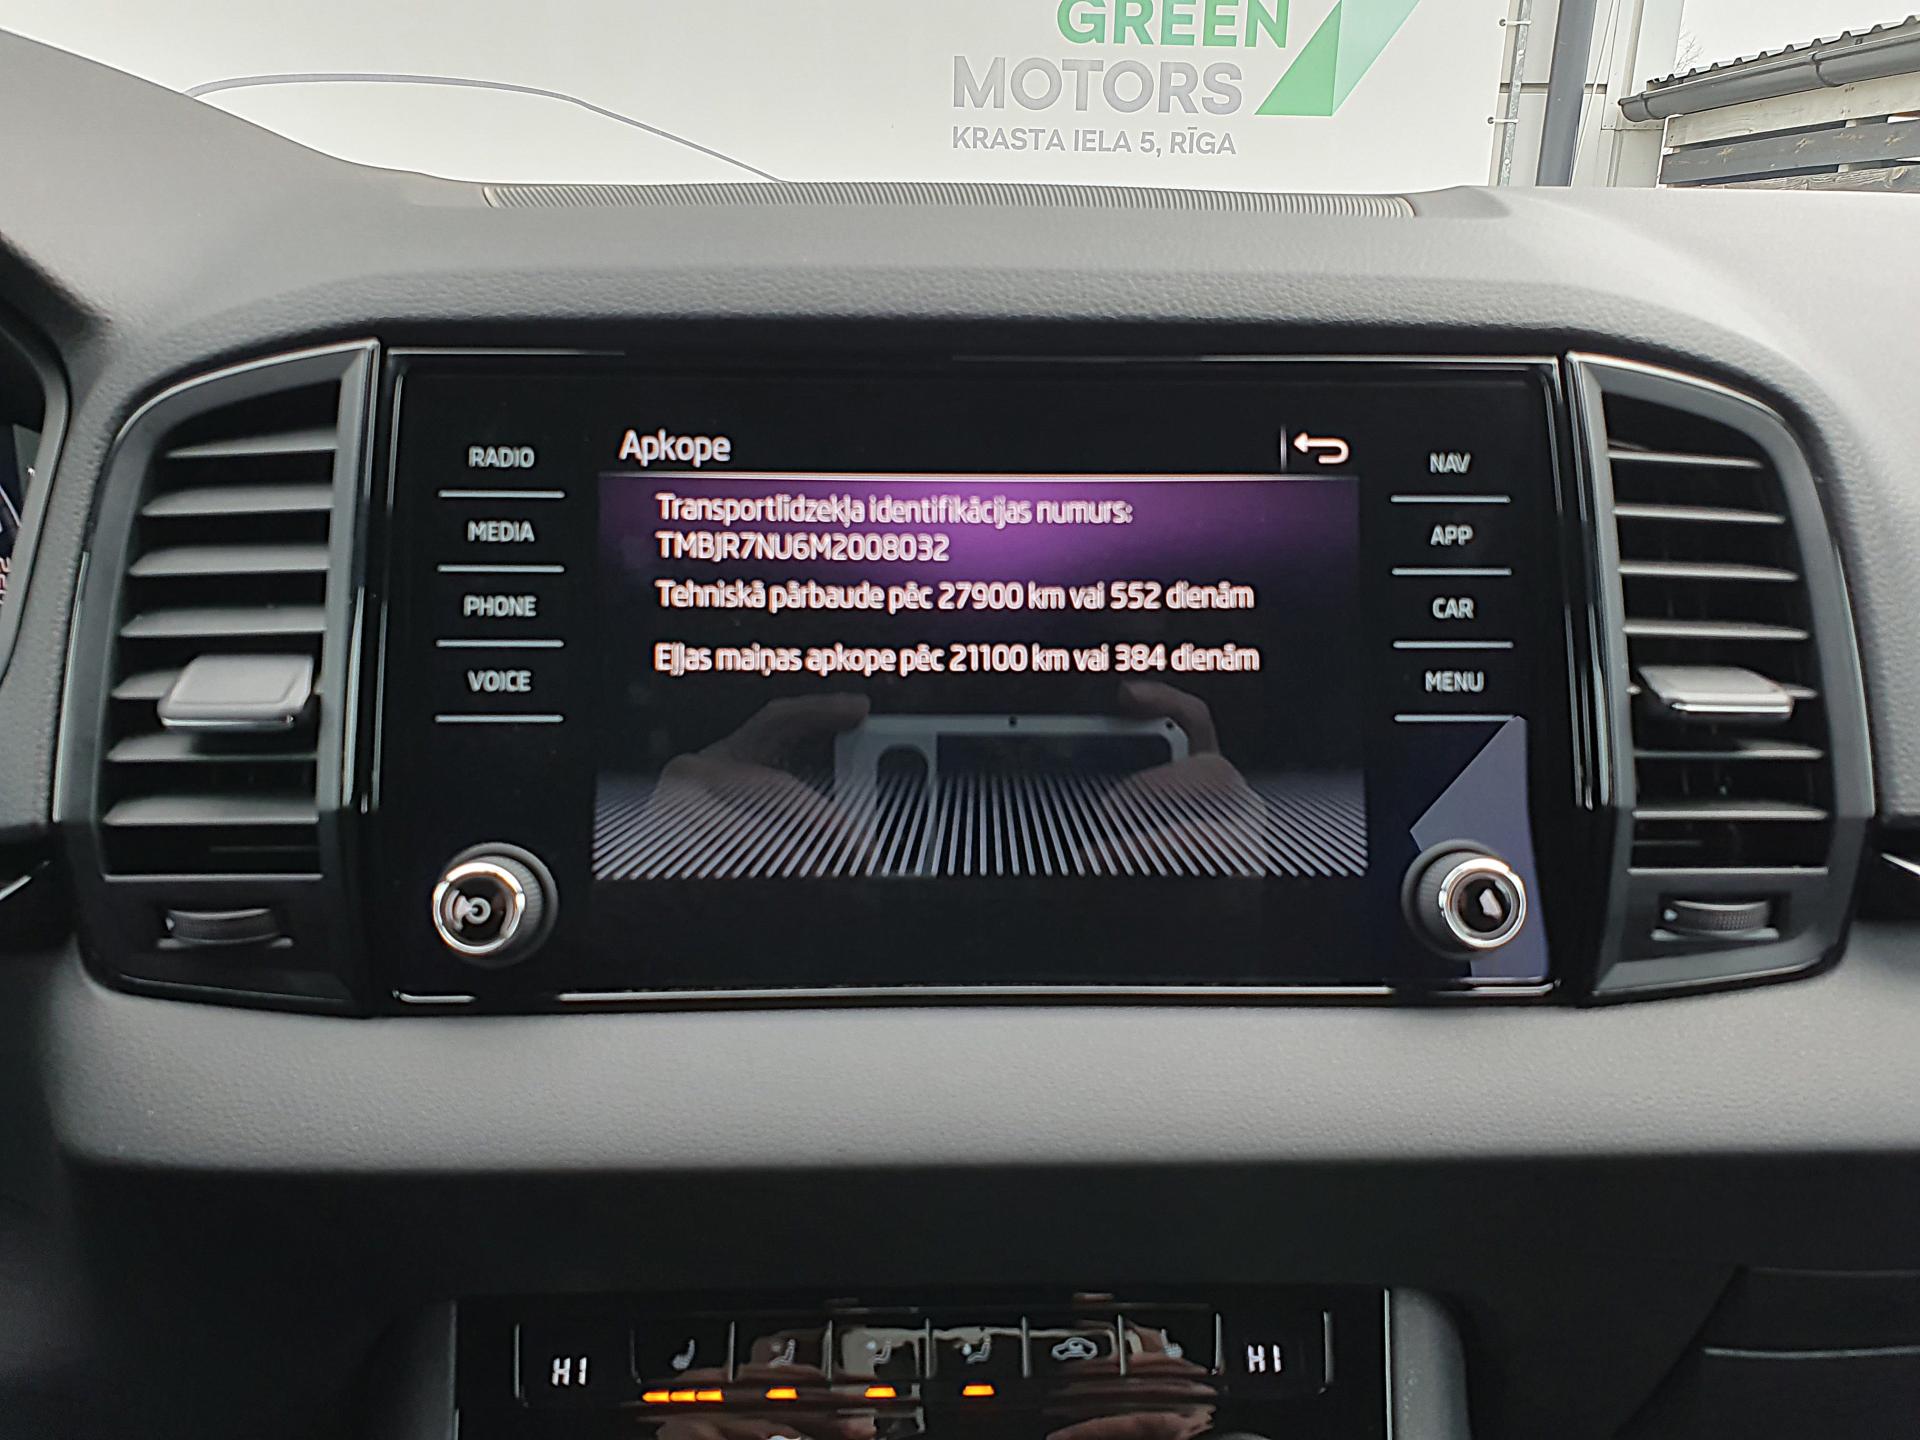 GREEN
MOTORS
KRASTA IELA 5, RĪGA
Apkope
RADIO
MEDIA
PHONE
VOICE
Transportlīdzekļa identifikācijas numurs:
TMBJR7NU6M2008032
Tehniskā pārbaude pēc 27900 km vai 552 dienām
Eļļas maiņas apkope pēc 21100 km vai 384 dienām
NAV
APP
CAR
MENU
HI
HI